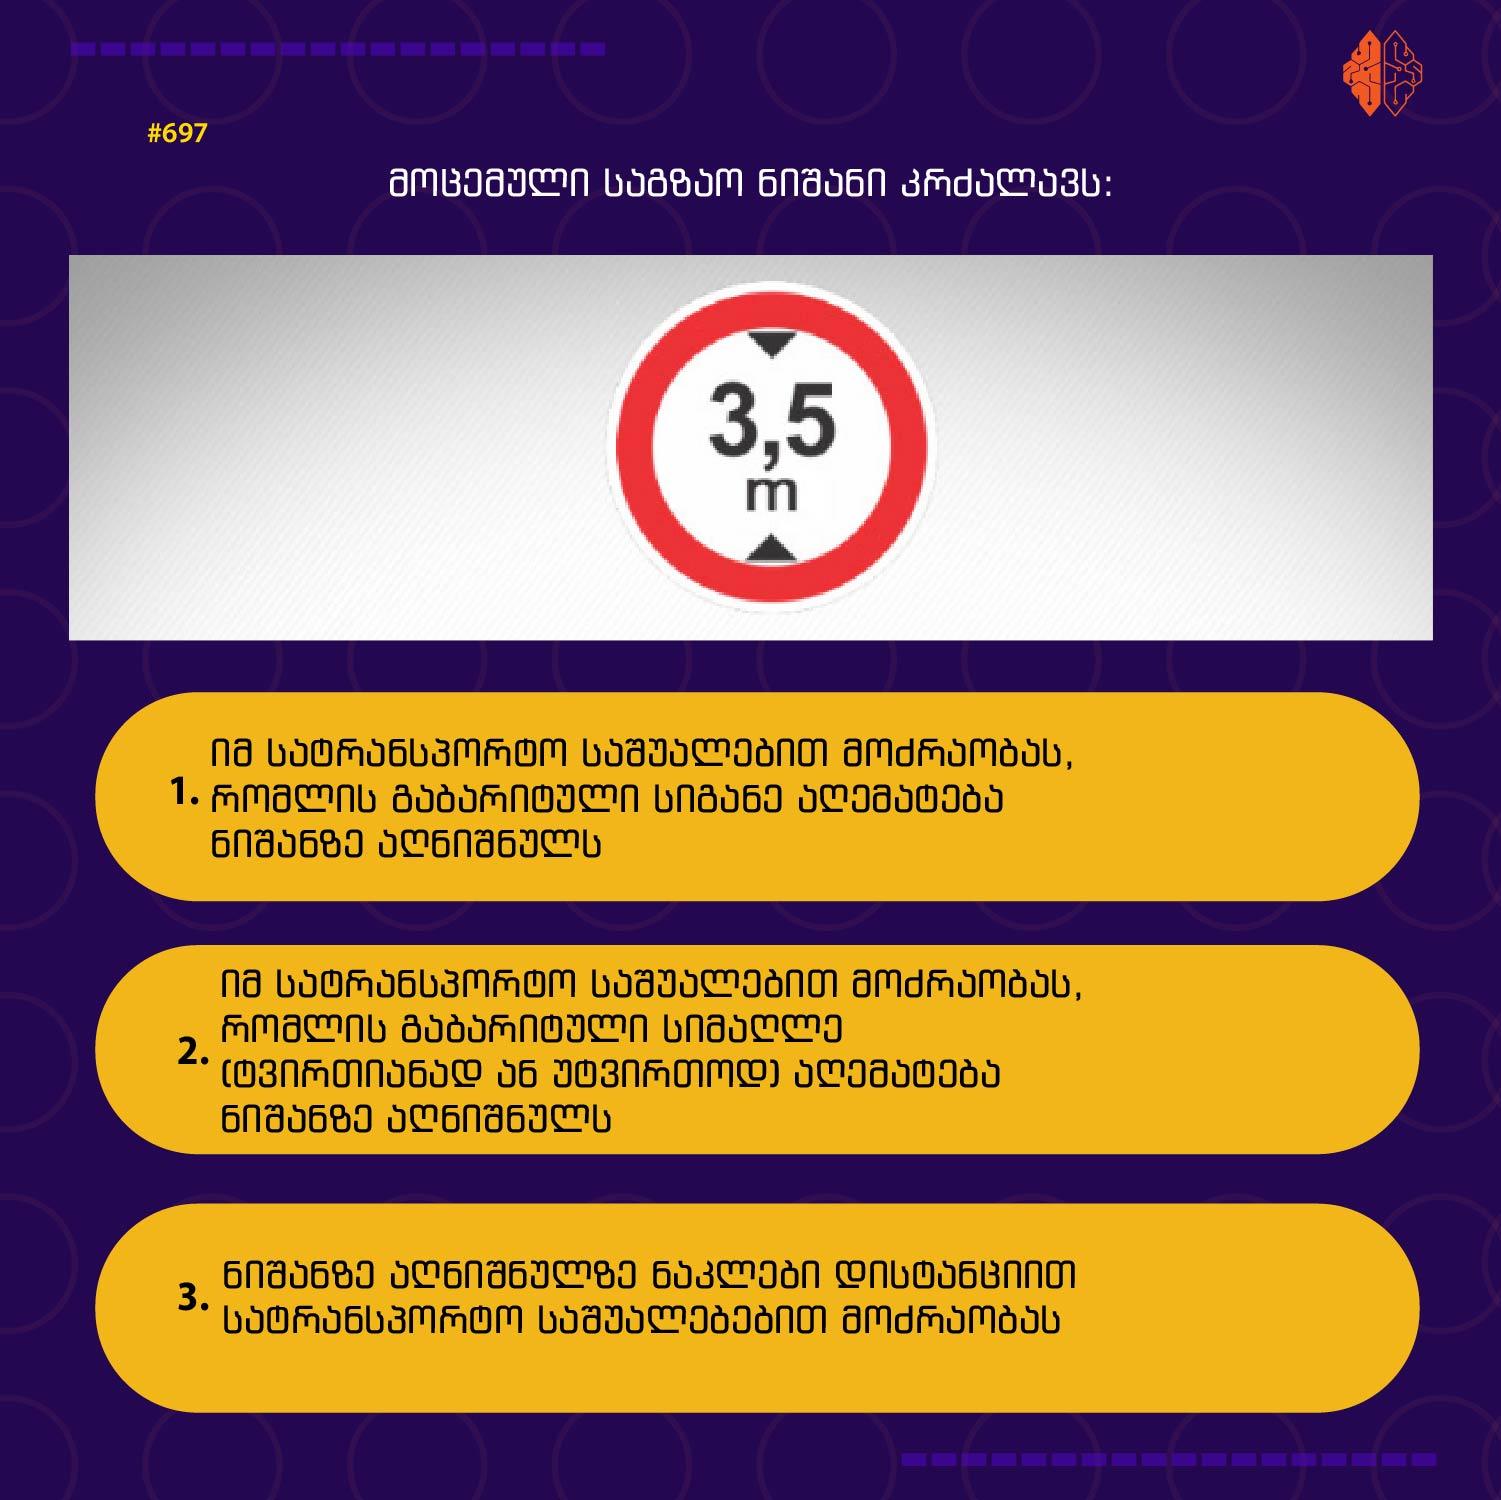 #697
მოცემული საგზაო ნიშანი კრძალავს:
3,5
m
1. იმ სატრანსპორტო საშუალებით მოძრაობას,
რომლის გაბარიტული სიგანე აღემატება
ნიშანზე აღნიშნულს
2. იმ სატრანსპორტო საშუალებით მოძრაობას,
რომლის გაბარიტული სიმაღლე
(ტვირთიანად ან უტვირთოდ) აღემატება
ნიშანზე აღნიშნულს
3. ნიშანზე აღნიშნულზე ნაკლები დისტანციით
სატრანსპორტო საშუალებებით მოძრაობას